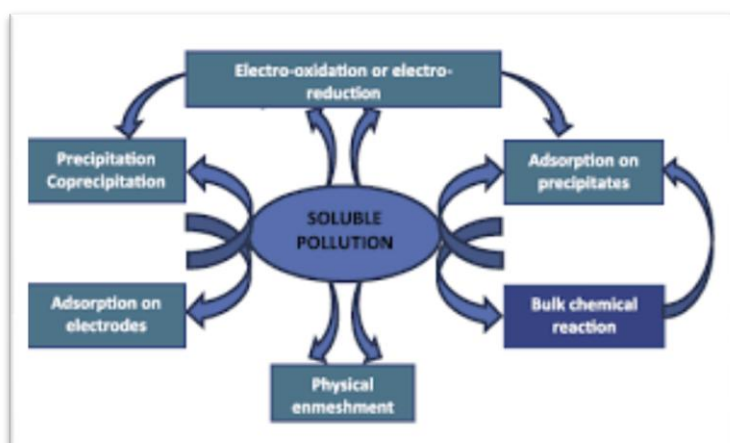 Electro-oxidation or electro-
reduction
Precipitation
Coprecipitation
Adsorption on
precipitates
SOLUBLE
POLLUTION
Adsorption on
electrodes
Bulk chemical
reaction
Physical
enmeshment